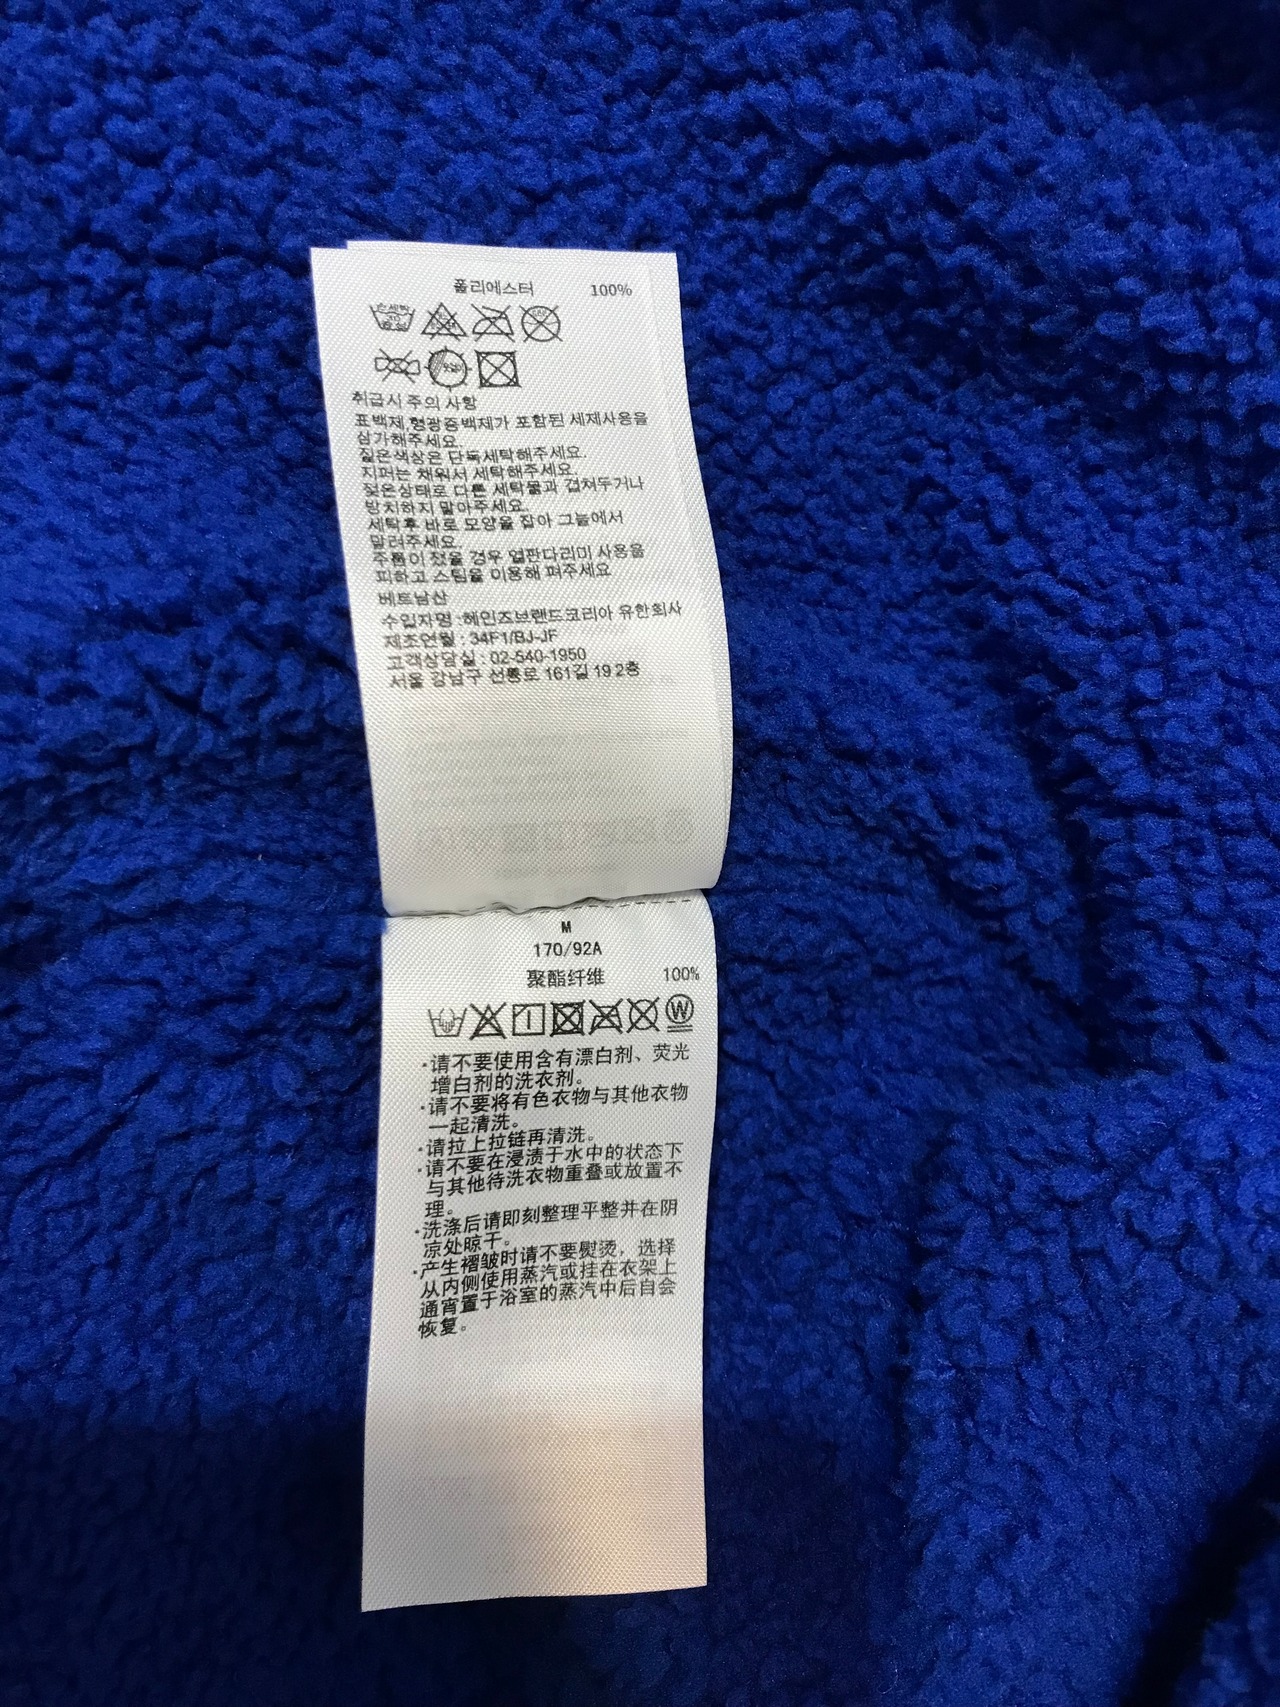 폴리에스터 100%
취급시 주의 사항
표백제,형광증백제가 포함된 세제사용을
삼가해주세요.
짙은색상은 단독세탁해주세요.
지퍼는 채워서 세탁해주세요.
젖은상태로 다른 세탁물과 겹쳐두거나
방치하지 말아주세요.
세탁후 바로 모양을 잡아 그늘에서
말려주세요
주름이 졌을 경우 열판다리미 사용을
피하고 스팀을 이용해 펴주세요
베트남산
수입자명 :헤인즈브랜드코리아 유한회사
제조연월 : 34F1/BJ-JF
고객상담실 : 02-540-1950
서울 강남구 선릉로 161길 19 2층
M
170/92A
聚酯纤维 100%
W
·请不要使用含有漂白剂、荧光
增白剂的洗衣剂。
·请不要将有色衣物与其他衣物
一起清洗。
·请拉上拉链再清洗。
·请不要在浸渍于水中的状态下
与其他待洗衣物重叠或放置不
理。
·洗涤后请即刻整理平整并在阴
凉处晾干。
·产生褶皱时请不要熨烫，选择
从内侧使用蒸汽或挂在衣架上
通宵置于浴室的蒸汽中后自会
恢复。